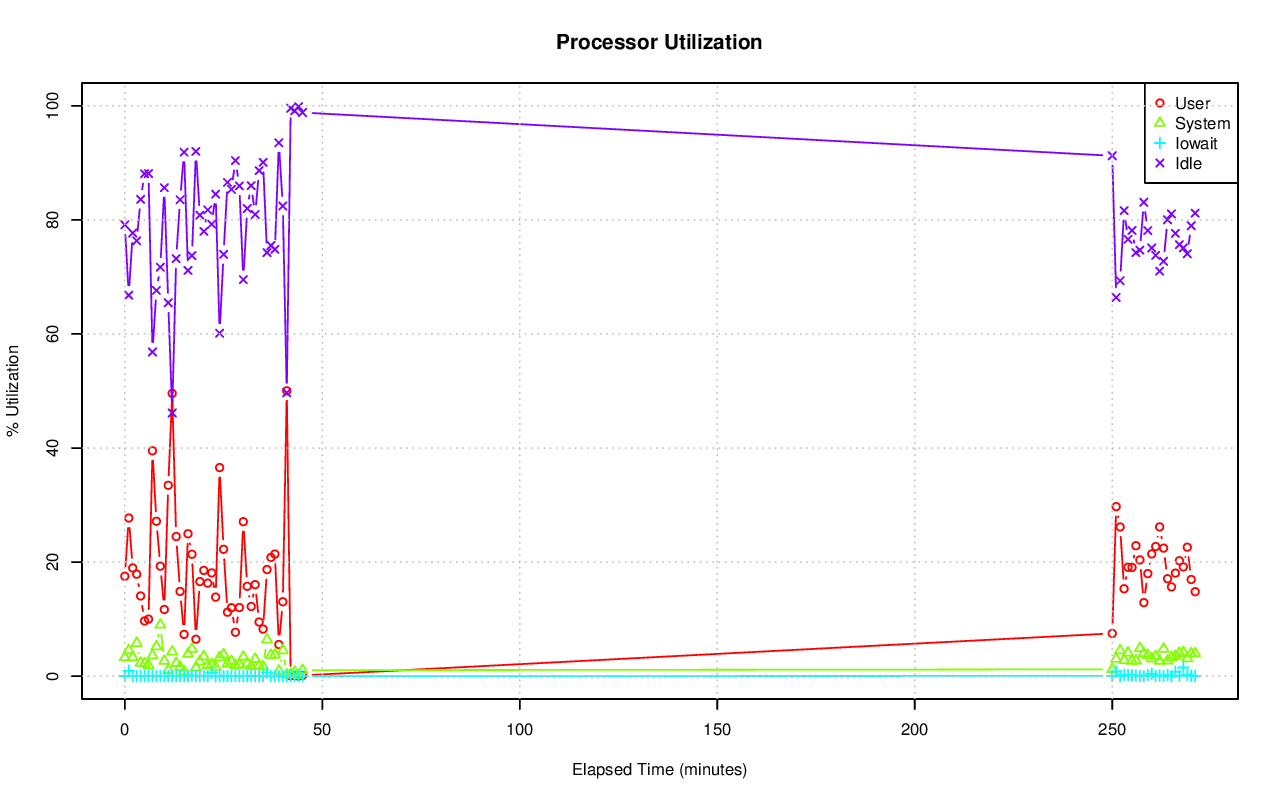 Processor Utilization
User
System
Iowait
Idle
100
80
60
40
20
0
% Utilization
0 50 100 150 200 250
Elapsed Time (minutes)